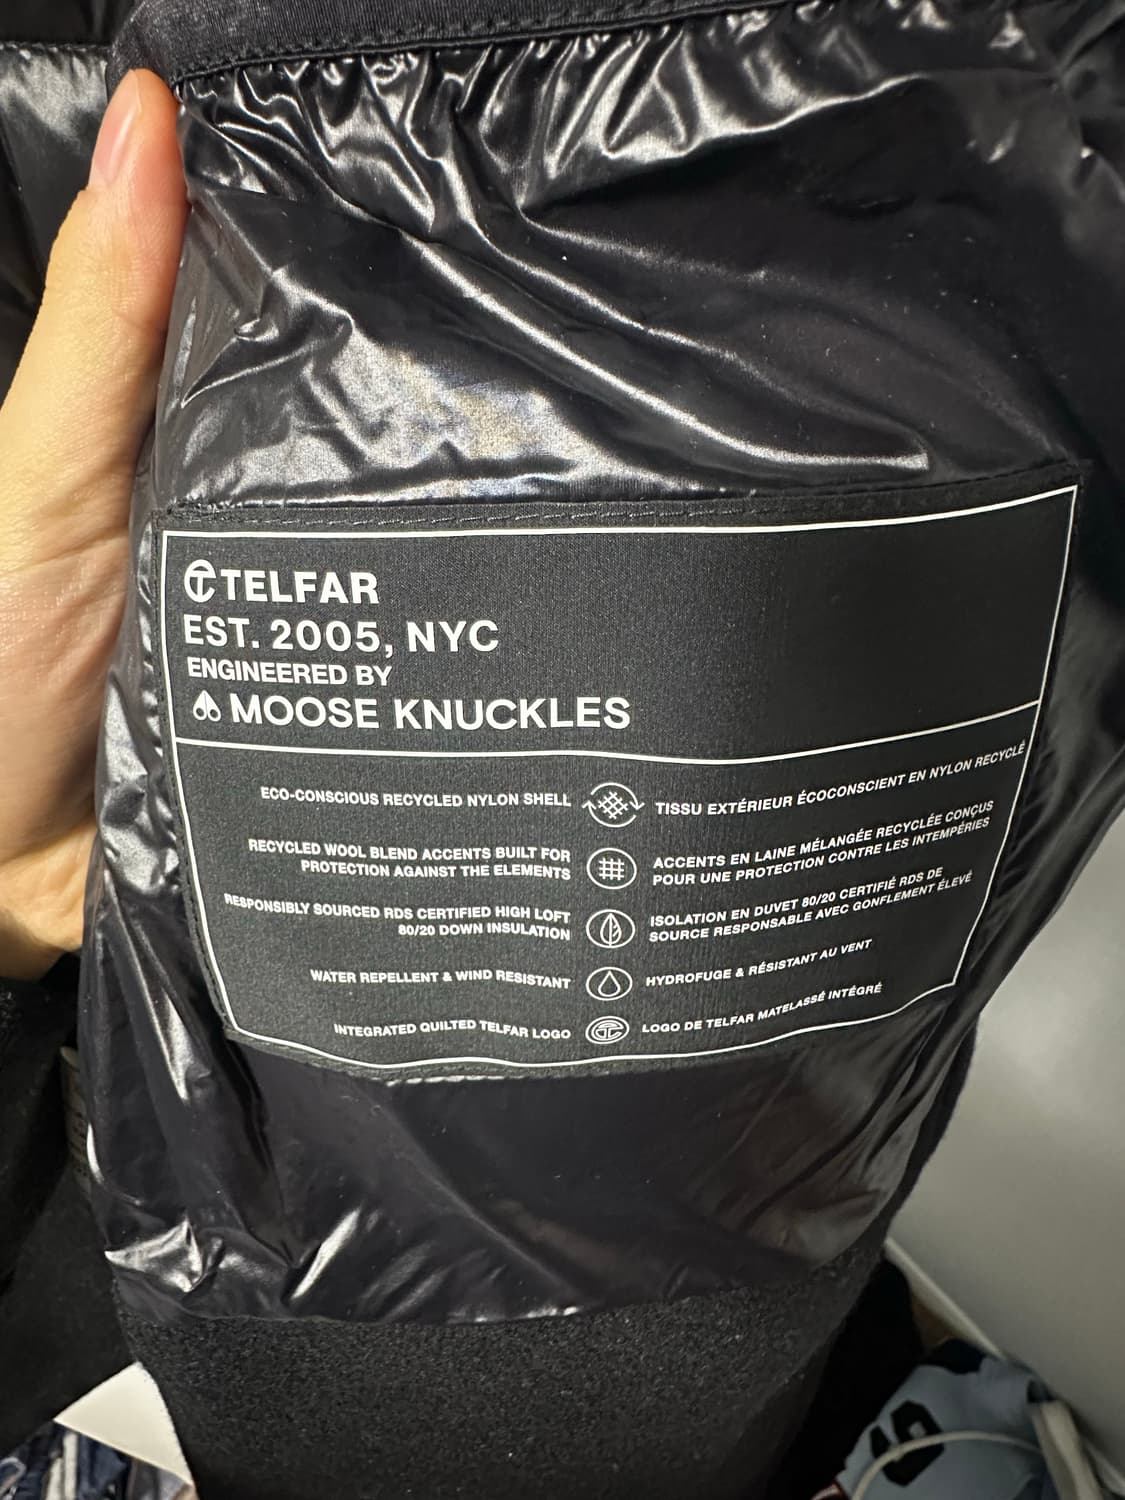 TELFAR
EST. 2005, NYC
ENGINEERED BY
MOOSE KNUCKLES
ECO-CONSCIOUS RECYCLED NYLON SHELL
TISSU EXTÉRIEUR ÉCOCONSCIENT EN NYLON RECYCLÉ
RECYCLED WOOL BLEND ACCENTS BUILT FOR
PROTECTION AGAINST THE ELEMENTS
ACCENTS EN LAINE MÉLANGÉE RECYCLÉE CONÇUS
POUR UNE PROTECTION CONTRE LES INTEMPÉRIES
RESPONSIBLY SOURCED RDS CERTIFIED HIGH LOFT
80/20 DOWN INSULATION
ISOLATION EN DUVET 80/20 CERTIFIÉ RDS DE
SOURCE RESPONSABLE AVEC GONFLEMENT ÉLEVÉ
WATER REPELLENT & WIND RESISTANT
HYDROFUGE & RÉSISTANT AU VENT
INTEGRATED QUILTED TELFAR LOGO
LOGO DE TELFAR MATELASSÉ INTÉGRÉ